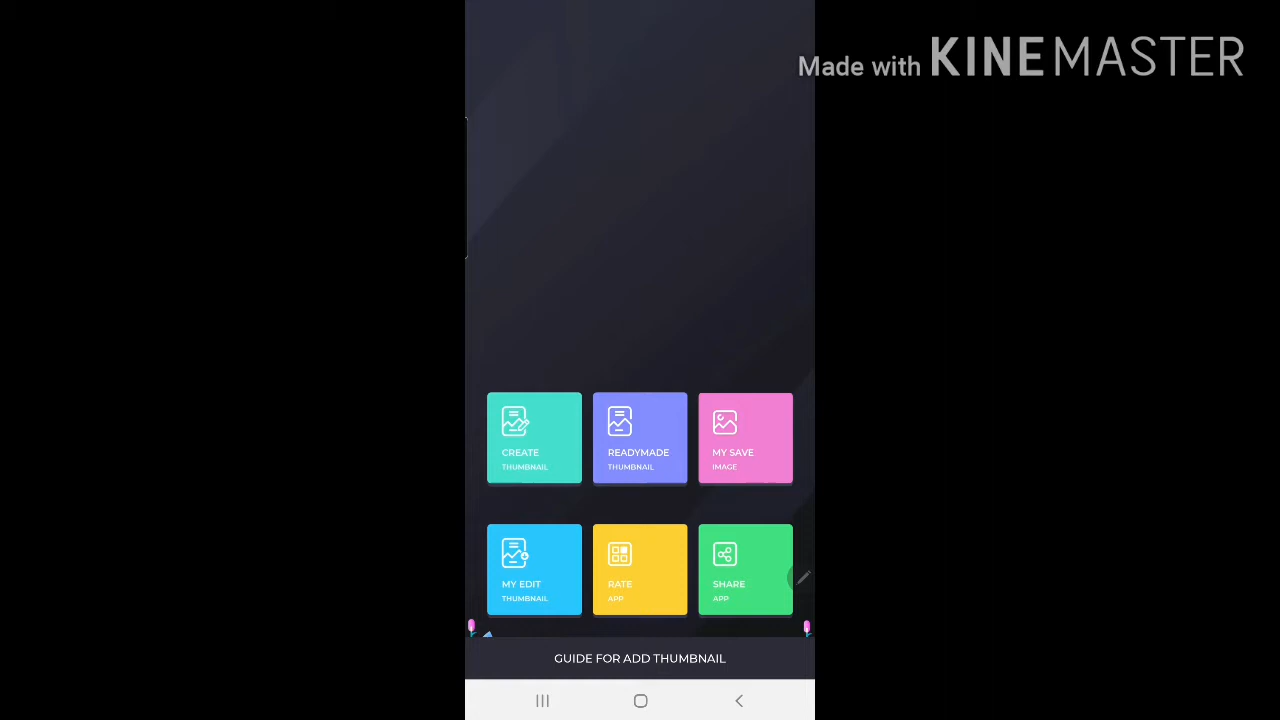 Made with KINEMASTER
CREATE
THUMBNAIL
READYMADE
THUMBNAIL
MY SAVE
IMAGE
MY EDIT
THUMBNAIL
RATE
APP
SHARE
APP
GUIDE FOR ADD THUMBNAIL